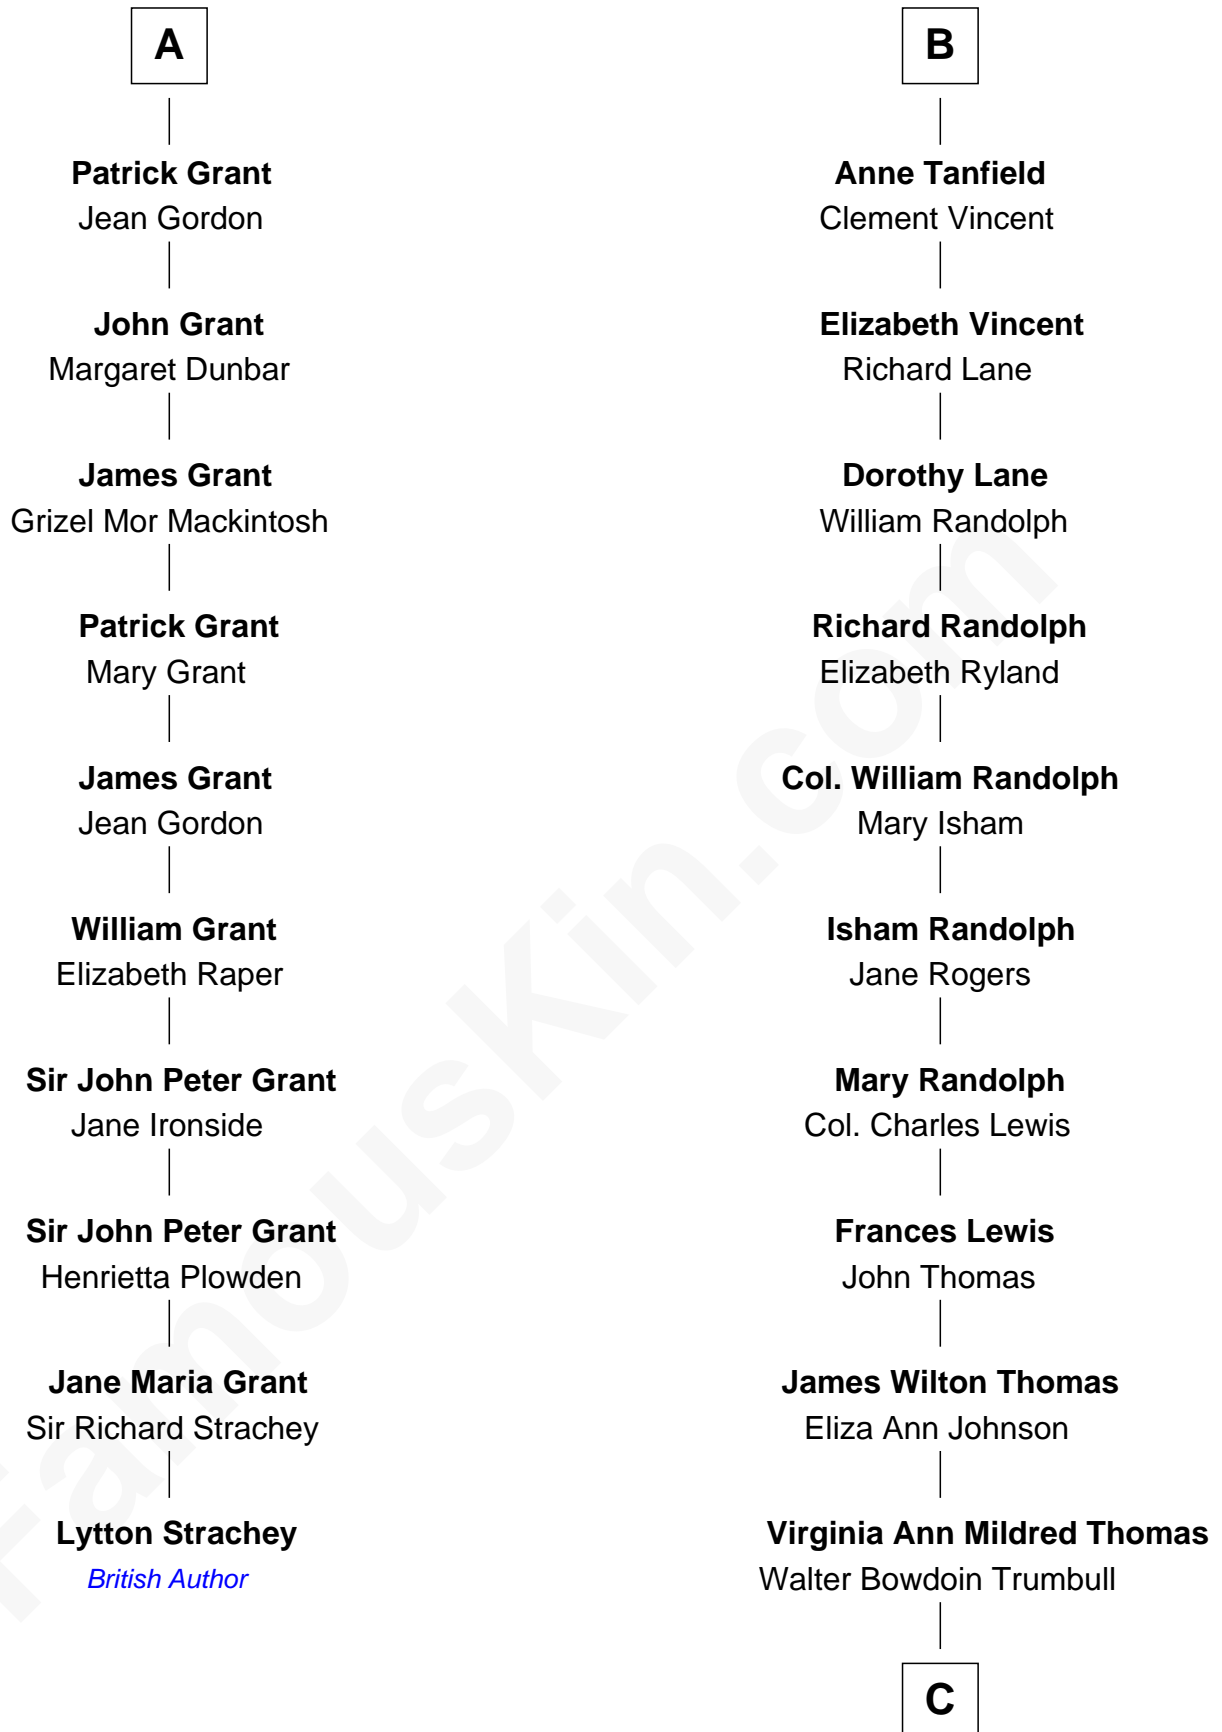 A
Patrick Grant
Jean Gordon
John Grant
Margaret Dunbar
James Grant
Grizel Mor Mackintosh
Patrick Grant
Mary Grant
James Grant
Jean Gordon
William Grant
Elizabeth Raper
Sir John Peter Grant
Jane Ironside
Sir John Peter Grant
Henrietta Plowden
Jane Maria Grant
Sir Richard Strachey
Lytton Strachey
British Author
B
Anne Tanfield
Clement Vincent
Elizabeth Vincent
Richard Lane
Dorothy Lane
William Randolph
Richard Randolph
Elizabeth Ryland
Col. William Randolph
Mary Isham
Isham Randolph
Jane Rogers
Mary Randolph
Col. Charles Lewis
Frances Lewis
John Thomas
James Wilton Thomas
Eliza Ann Johnson
Virginia Ann Mildred Thomas
Walter Bowdoin Trumbull
C
FamousKin.com